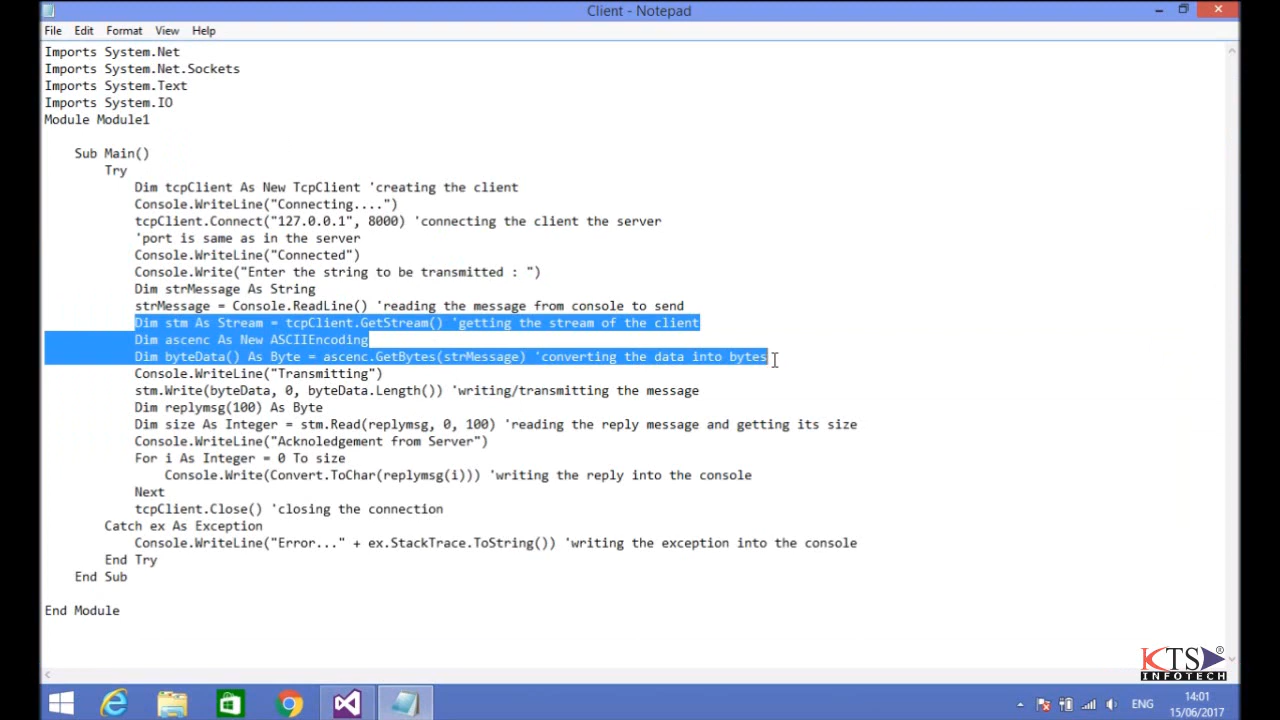 Client - Notepad
File Edit Format View Help
Imports System.Net
Imports System.Net.Sockets
Imports System.Text
Imports System.IO
Module Module1
Sub Main()
Try
Dim tcpClient As New TcpClient 'creating the client
Console.WriteLine("Connecting....")
tcpClient.Connect("127.0.0.1", 8000) 'connecting the client the server
'port is same as in the server
Console.WriteLine("Connected")
Console.Write("Enter the string to be transmitted : ")
Dim strMessage As String
strMessage = Console.ReadLine() 'reading the message from console to send
Dim stm As Stream = tcpClient.GetStream() 'getting the stream of the client
Dim ascenc As New ASCIIEncoding
Dim byteData() As Byte = ascenc.GetBytes(strMessage) 'converting the data into bytes
Console.WriteLine("Transmitting")
stm.Write(byteData, 0, byteData.Length()) 'writing/transmitting the message
Dim replymsg(100) As Byte
Dim size As Integer = stm.Read(replymsg, 0, 100) 'reading the reply message and getting its size
Console.WriteLine("Acknoledgement from Server")
For i As Integer = 0 To size
Console.Write(Convert.ToChar(replymsg(i))) 'writing the reply into the console
Next
tcpClient.Close() 'closing the connection
Catch ex As Exception
Console.WriteLine("Error..." + ex.StackTrace.ToString()) 'writing the exception into the console
End Try
End Sub
End Module
KTS
INFOTECH
ENG
14:01
15/06/2017